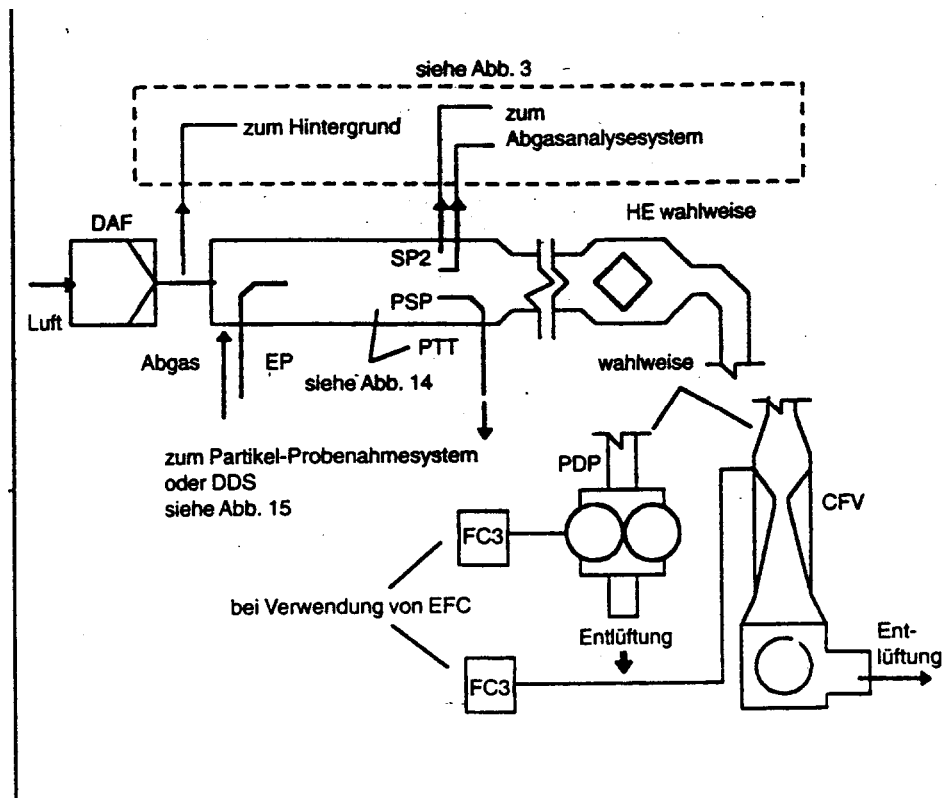 siehe Abb. 3
zum Hintergrund
zum
Abgasanalysesystem
DAF
HE wahlweise
SP2
PSP
Luft
Abgas
EP
PTT
siehe Abb. 14
wahlweise
zum Partikel-Probenahmesystem
oder DDS
siehe Abb. 15
PDP
CFV
FC3
bei Verwendung von EFC
Entlüftung
Ent-
lüftung
FC3